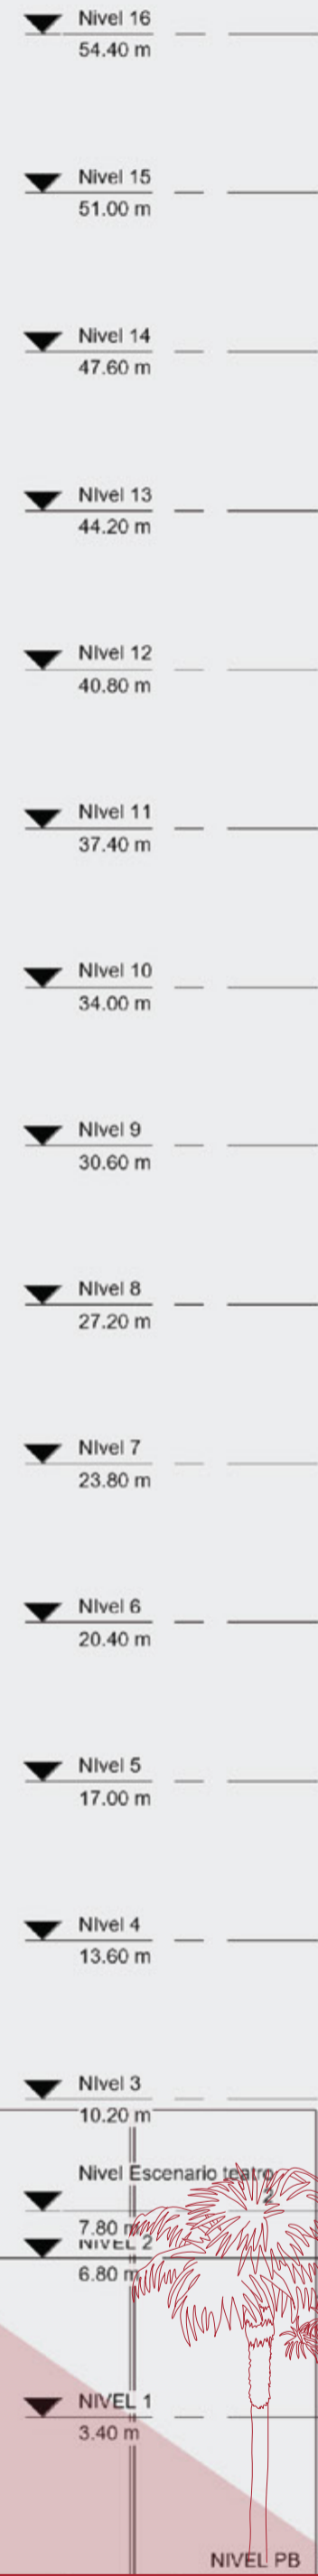 Nivel 16
54.40 m
Nivel 15
51.00 m
Nivel 14
47.60 m
NIvel 13
44.20 m
NIvel 12
40.80 m
NIvel 11
37.40 m
NIvel 10
34.00 m
NIvel 9
30.60 m
NIvel 8
27.20 m
NIvel 7
23.80 m
NIvel 6
20.40 m
NIvel 5
17.00 m
NIvel 4
13.60 m
NIvel 3
10.20 m
Nivel Escenario teatro
2
7.80 m
NIVEL 2
6.80 m
NIVEL 1
3.40 m
NIVEL PB